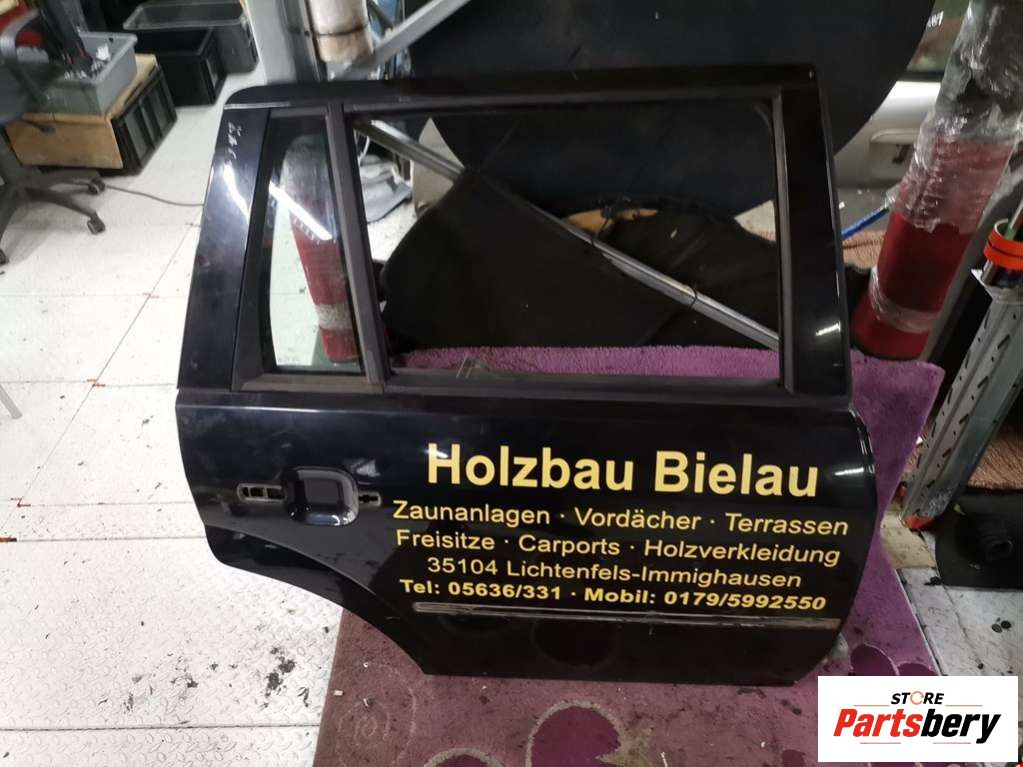 Holzbau Bielau
Zaunanlagen · Vordächer · Terrassen
Freisitze · Carports · Holzverkleidung
35104 Lichtenfels-Immighausen
Tel: 05636/331 · Mobil: 0179/5992550
STORE
Partsbery